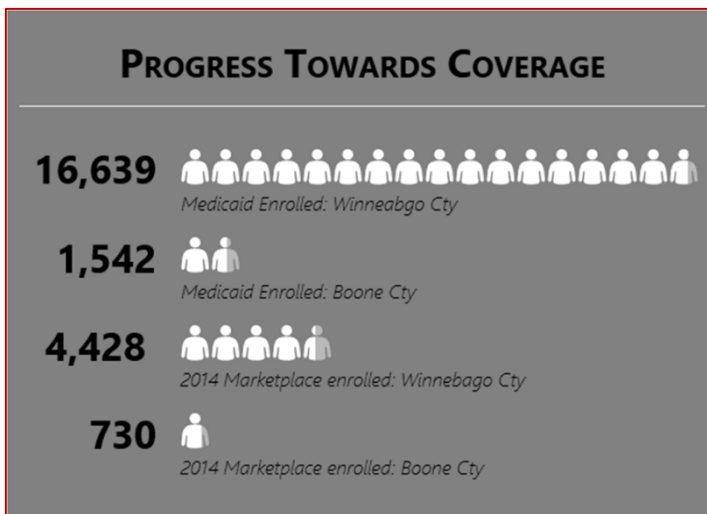 PROGRESS TOWARDS COVERAGE
16,639
Medicaid Enrolled: Winneabgo Cty
1,542
Medicaid Enrolled: Boone Cty
4,428
2014 Marketplace enrolled: Winnebago Cty
730
2014 Marketplace enrolled: Boone Cty